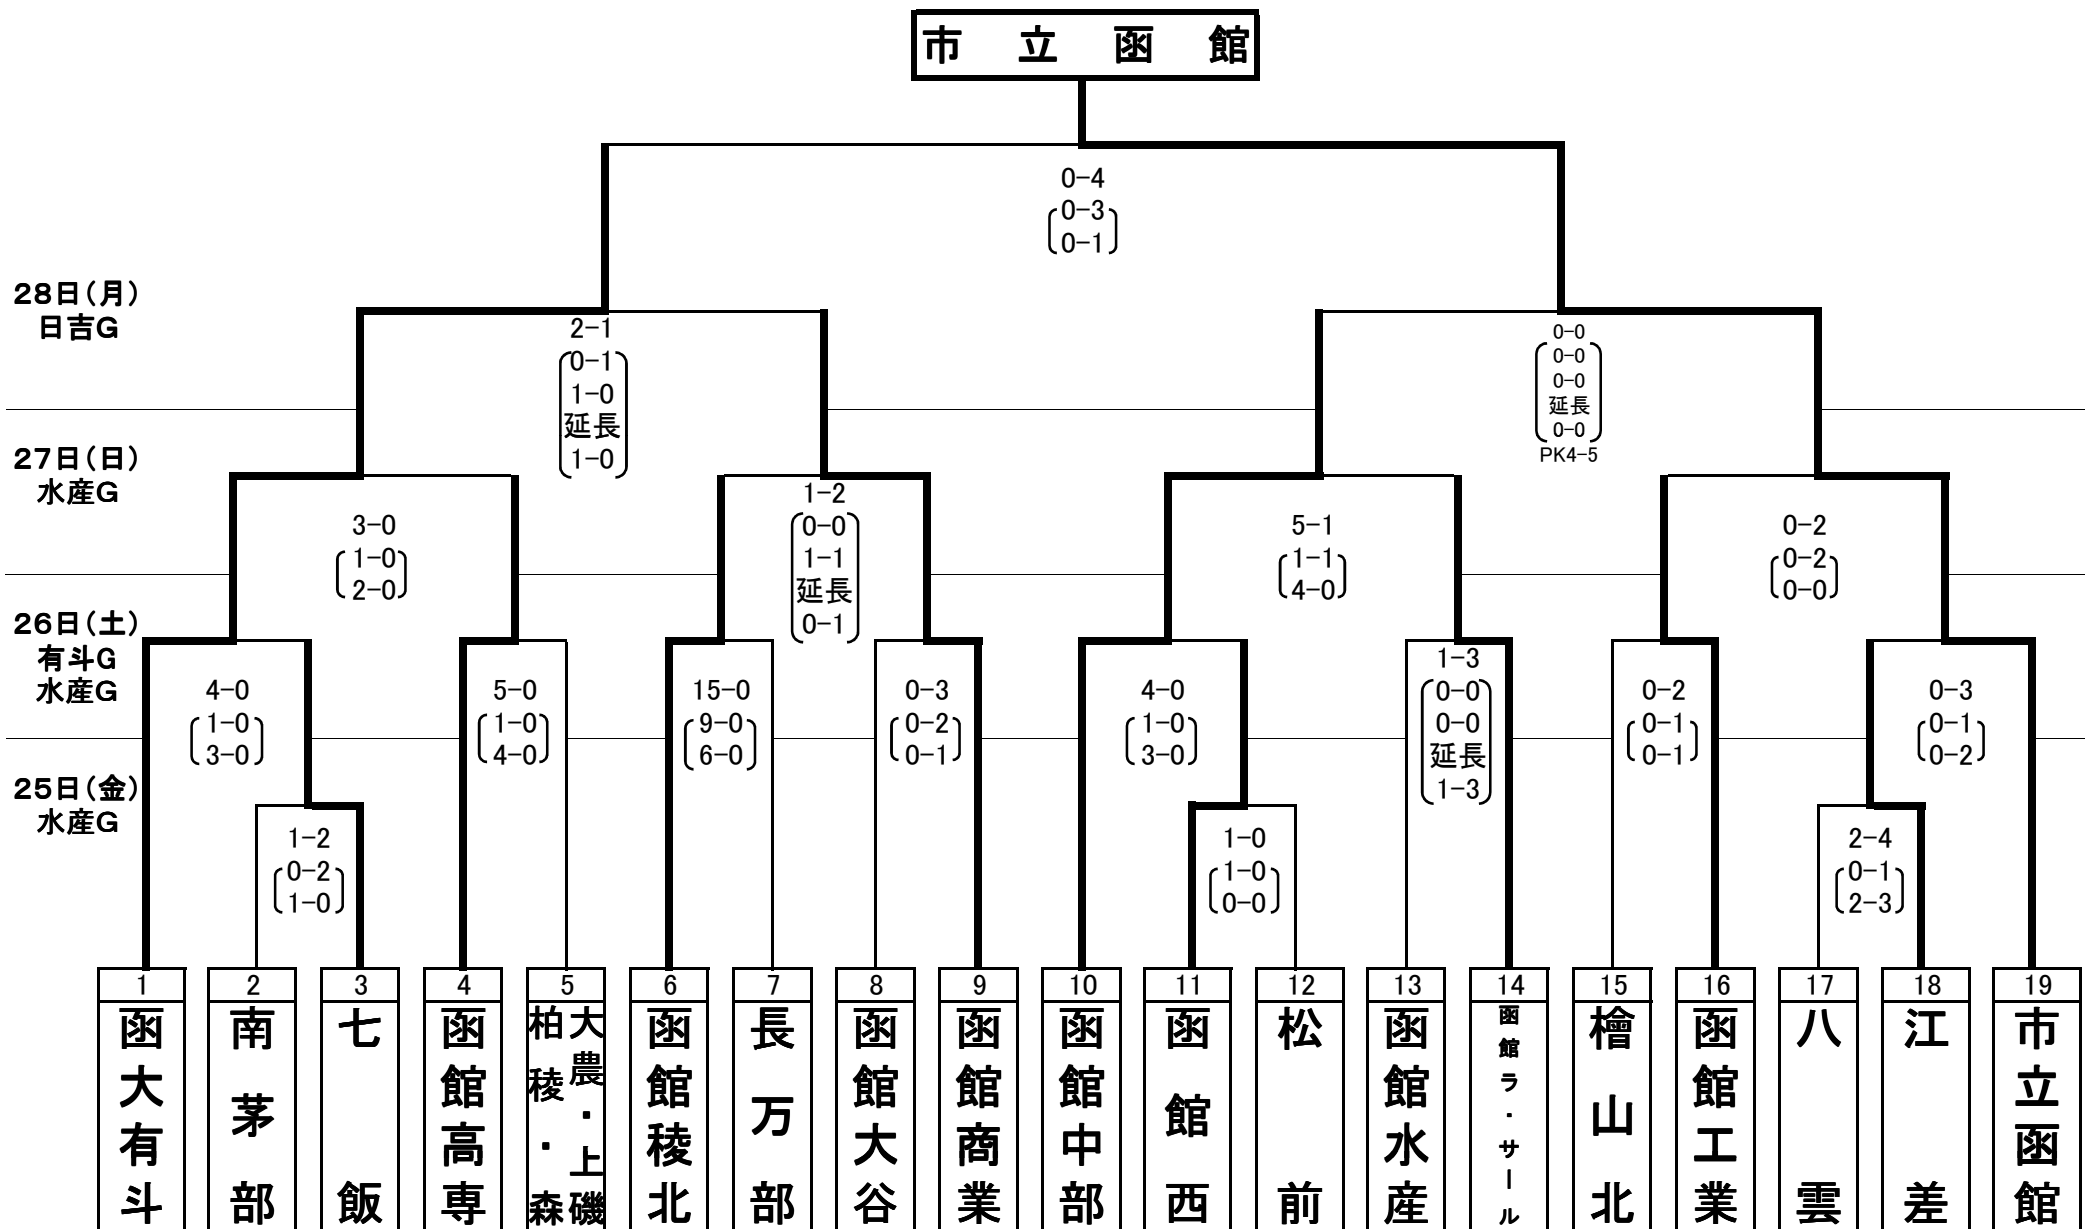 市立函館
0-4
0-3
0-1
28日(月)
日吉G
2-1
0-1
1-0
延長
1-0
0-0
0-0
0-0
延長
0-0
PK4-5
27日(日)
水産G
3-0
1-0
2-0
1-2
0-0
1-1
延長
0-1
5-1
1-1
4-0
0-2
0-2
0-0
26日(土)
有斗G
水産G
4-0
1-0
3-0
5-0
1-0
4-0
15-0
9-0
6-0
0-3
0-2
0-1
4-0
1-0
3-0
1-3
0-0
0-0
延長
1-3
0-2
0-1
0-1
0-3
0-1
0-2
25日(金)
水産G
1-2
0-2
1-0
1-0
1-0
0-0
2-4
0-1
2-3
1
函大有斗
2
南茅部
3
七飯
4
函館高専
5
大農・上磯
柏稜・森
6
函館稜北
7
長万部
8
函館大谷
9
函館商業
10
函館中部
11
函館西
12
松前
13
函館水産
14
函館ラ・サール
15
檜山北
16
函館工業
17
八雲
18
江差
19
市立函館